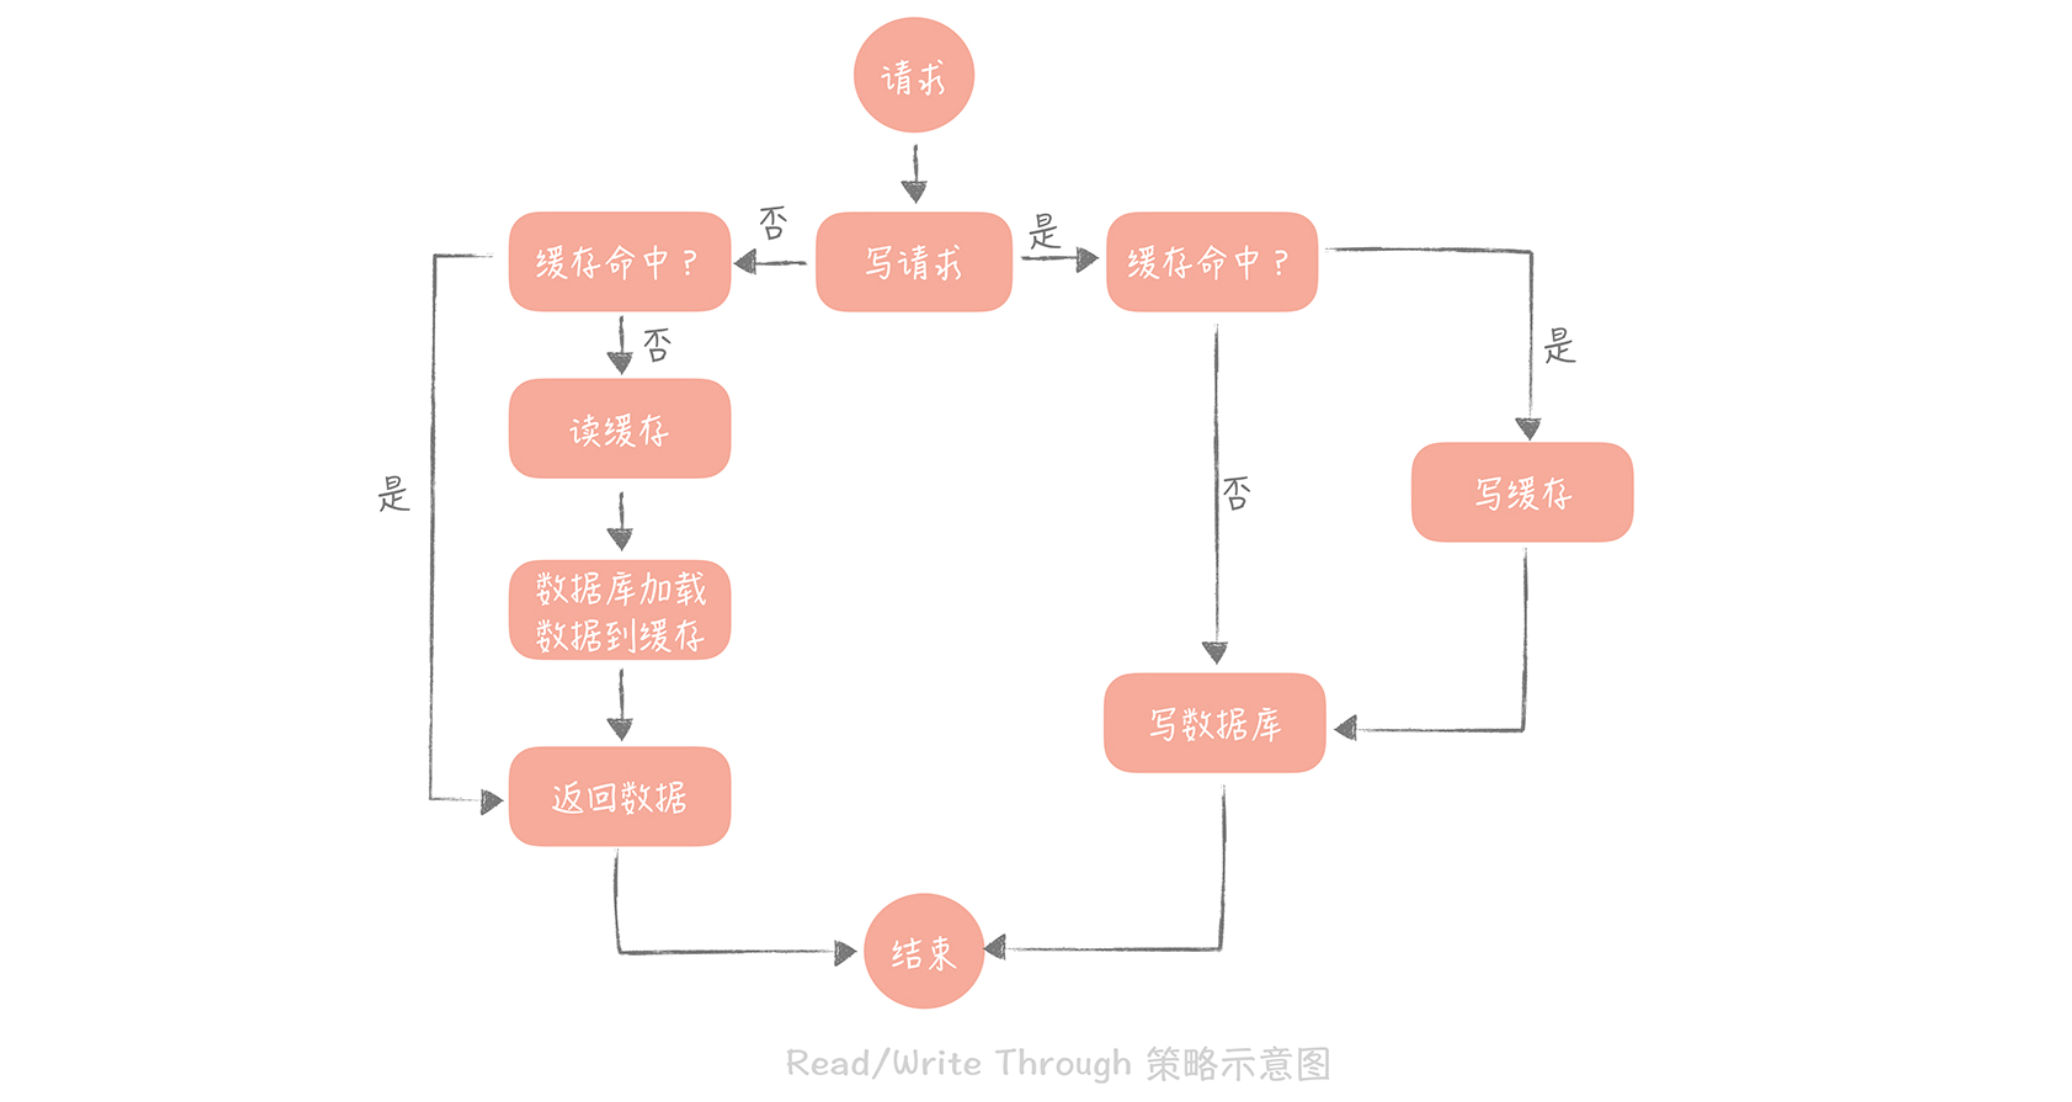 请求
否
是
缓存命中？
写请求
缓存命中？
否
是
读缓存
是
否
写缓存
数据库加载
数据到缓存
写数据库
返回数据
结束
Read/Write Through 策略示意图